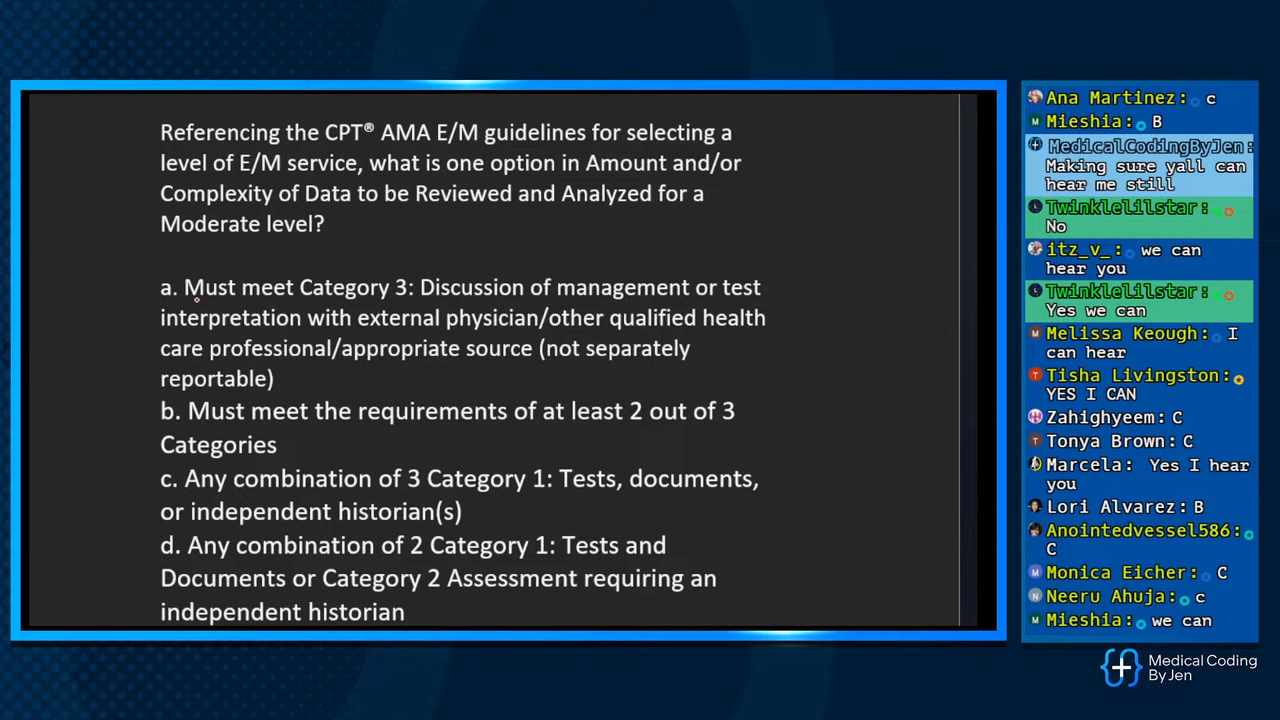 Referencing the CPT® AMA E/M guidelines for selecting a
level of E/M service, what is one option in Amount and/or
Complexity of Data to be Reviewed and Analyzed for a
Moderate level?
a. Must meet Category 3: Discussion of management or test
interpretation with external physician/other qualified health
care professional/appropriate source (not separately
reportable)
b. Must meet the requirements of at least 2 out of 3
Categories
c. Any combination of 3 Category 1: Tests, documents,
or independent historian(s)
d. Any combination of 2 Category 1: Tests and
Documents or Category 2 Assessment requiring an
independent historian
Ana Martinez: c
Mieshia: B
MedicalCodingByJen:
Making sure yall can
hear me still
Twinklelilstar:
No
itz_v_: we can
hear you
Twinklelilstar:
Yes we can
Melissa Keough: I
can hear
Tisha Livingston:
YES I CAN
Zahighyeem: C
Tonya Brown: C
Marcela: Yes I hear
you
Lori Alvarez: B
Anointedvessel586:
C
Monica Eicher: C
Neeru Ahuja: c
Mieshia: we can
Medical Coding
By Jen